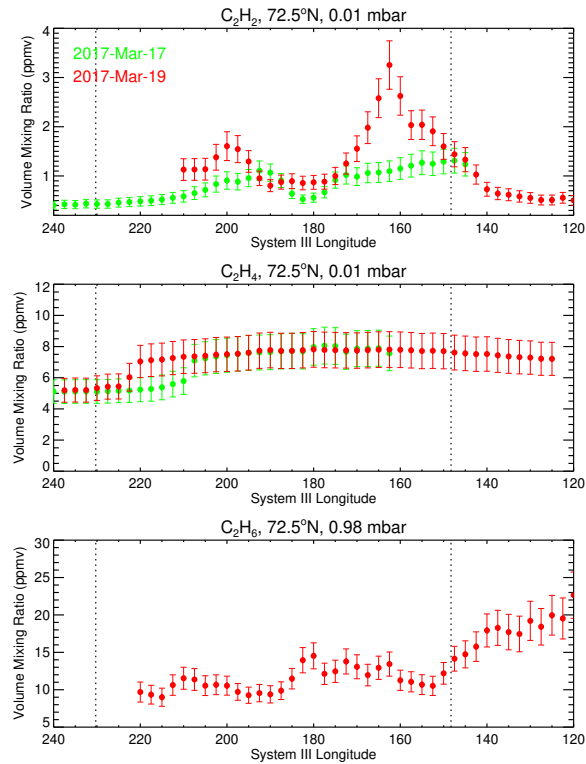 C₂H₂, 72.5°N, 0.01 mbar
2017-Mar-17
2017-Mar-19
Volume Mixing Ratio (ppmv)
4
3
2
1
240 220 200 180 160 140 120
System III Longitude
C₂H₄, 72.5°N, 0.01 mbar
Volume Mixing Ratio (ppmv)
12
10
8
6
4
2
0
240 220 200 180 160 140 120
System III Longitude
C₂H₆, 72.5°N, 0.98 mbar
Volume Mixing Ratio (ppmv)
30
25
20
15
10
5
240 220 200 180 160 140 120
System III Longitude